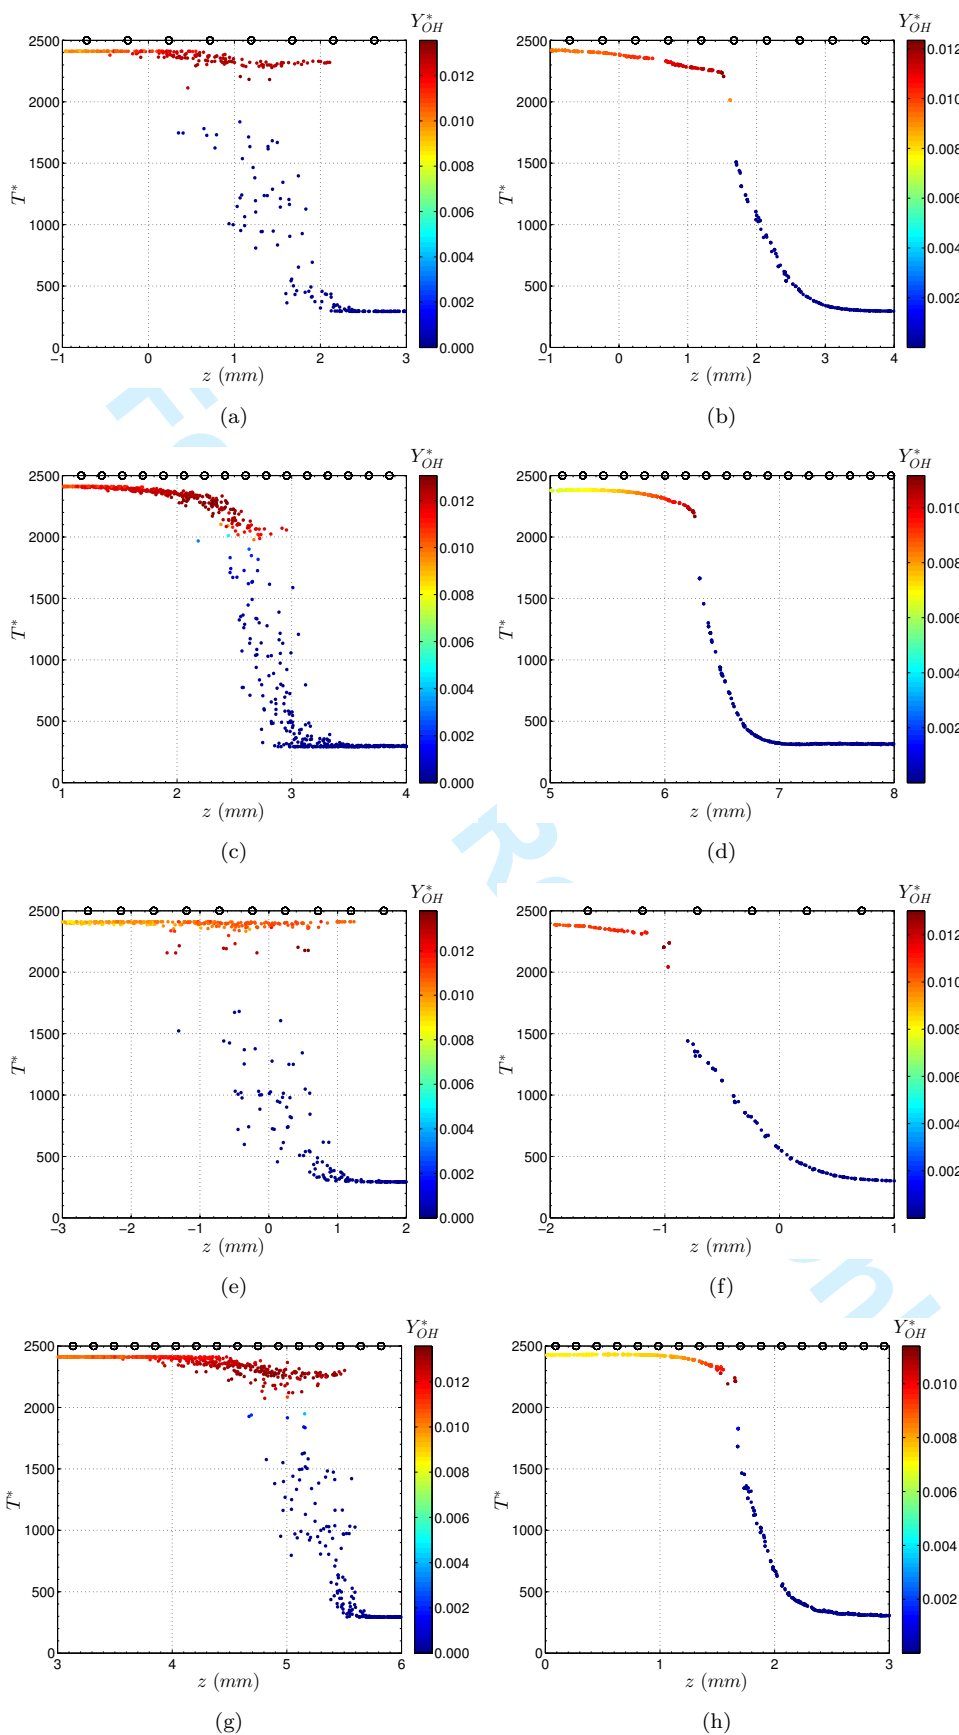 Y*OH Y*OH
2500 2000 1500 1000 500 0
T*
−1 0 1 2 3
z (mm)
0.012 0.010 0.008 0.006 0.004 0.002 0.000
(a)
2500 2000 1500 1000 500 0
T*
−1 0 1 2 3 4
z (mm)
0.012 0.010 0.008 0.006 0.004 0.002
(b)
Y*OH Y*OH
2500 2000 1500 1000 500 0
T*
1 2 3 4
z (mm)
0.012 0.010 0.008 0.006 0.004 0.002 0.000
(c)
2500 2000 1500 1000 500 0
T*
5 6 7 8
z (mm)
0.010 0.008 0.006 0.004 0.002
(d)
Y*OH Y*OH
2500 2000 1500 1000 500 0
T*
−3 −2 −1 0 1 2
z (mm)
0.012 0.010 0.008 0.006 0.004 0.002 0.000
(e)
2500 2000 1500 1000 500 0
T*
−2 −1 0 1
z (mm)
0.012 0.010 0.008 0.006 0.004 0.002
(f)
Y*OH Y*OH
2500 2000 1500 1000 500 0
T*
3 4 5 6
z (mm)
0.012 0.010 0.008 0.006 0.004 0.002 0.000
(g)
2500 2000 1500 1000 500 0
T*
0 1 2 3
z (mm)
0.010 0.008 0.006 0.004 0.002
(h)